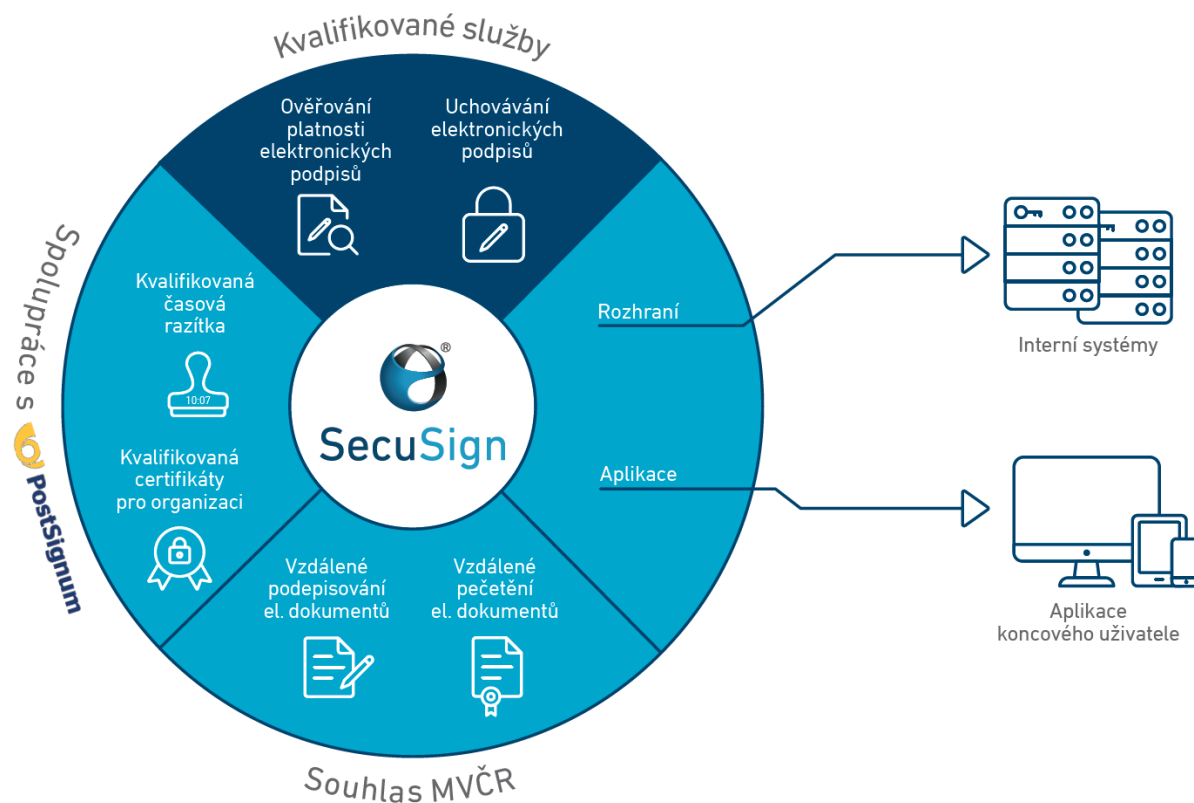 Kvalifikované služby
Ověřování
platnosti
elektronických
podpisů
Uchovávání
elektronických
podpisů
Spolupráce s
PostSignum
Kvalifikovaná
časová
razítka
10:07
Kvalifikovaná
certifikáty
pro organizaci
®
SecuSign
Rozhraní
Aplikace
Interní systémy
Aplikace
koncového uživatele
Vzdálené
podepisování
el. dokumentů
Vzdálené
pečetění
el. dokumentů
Souhlas MVČR